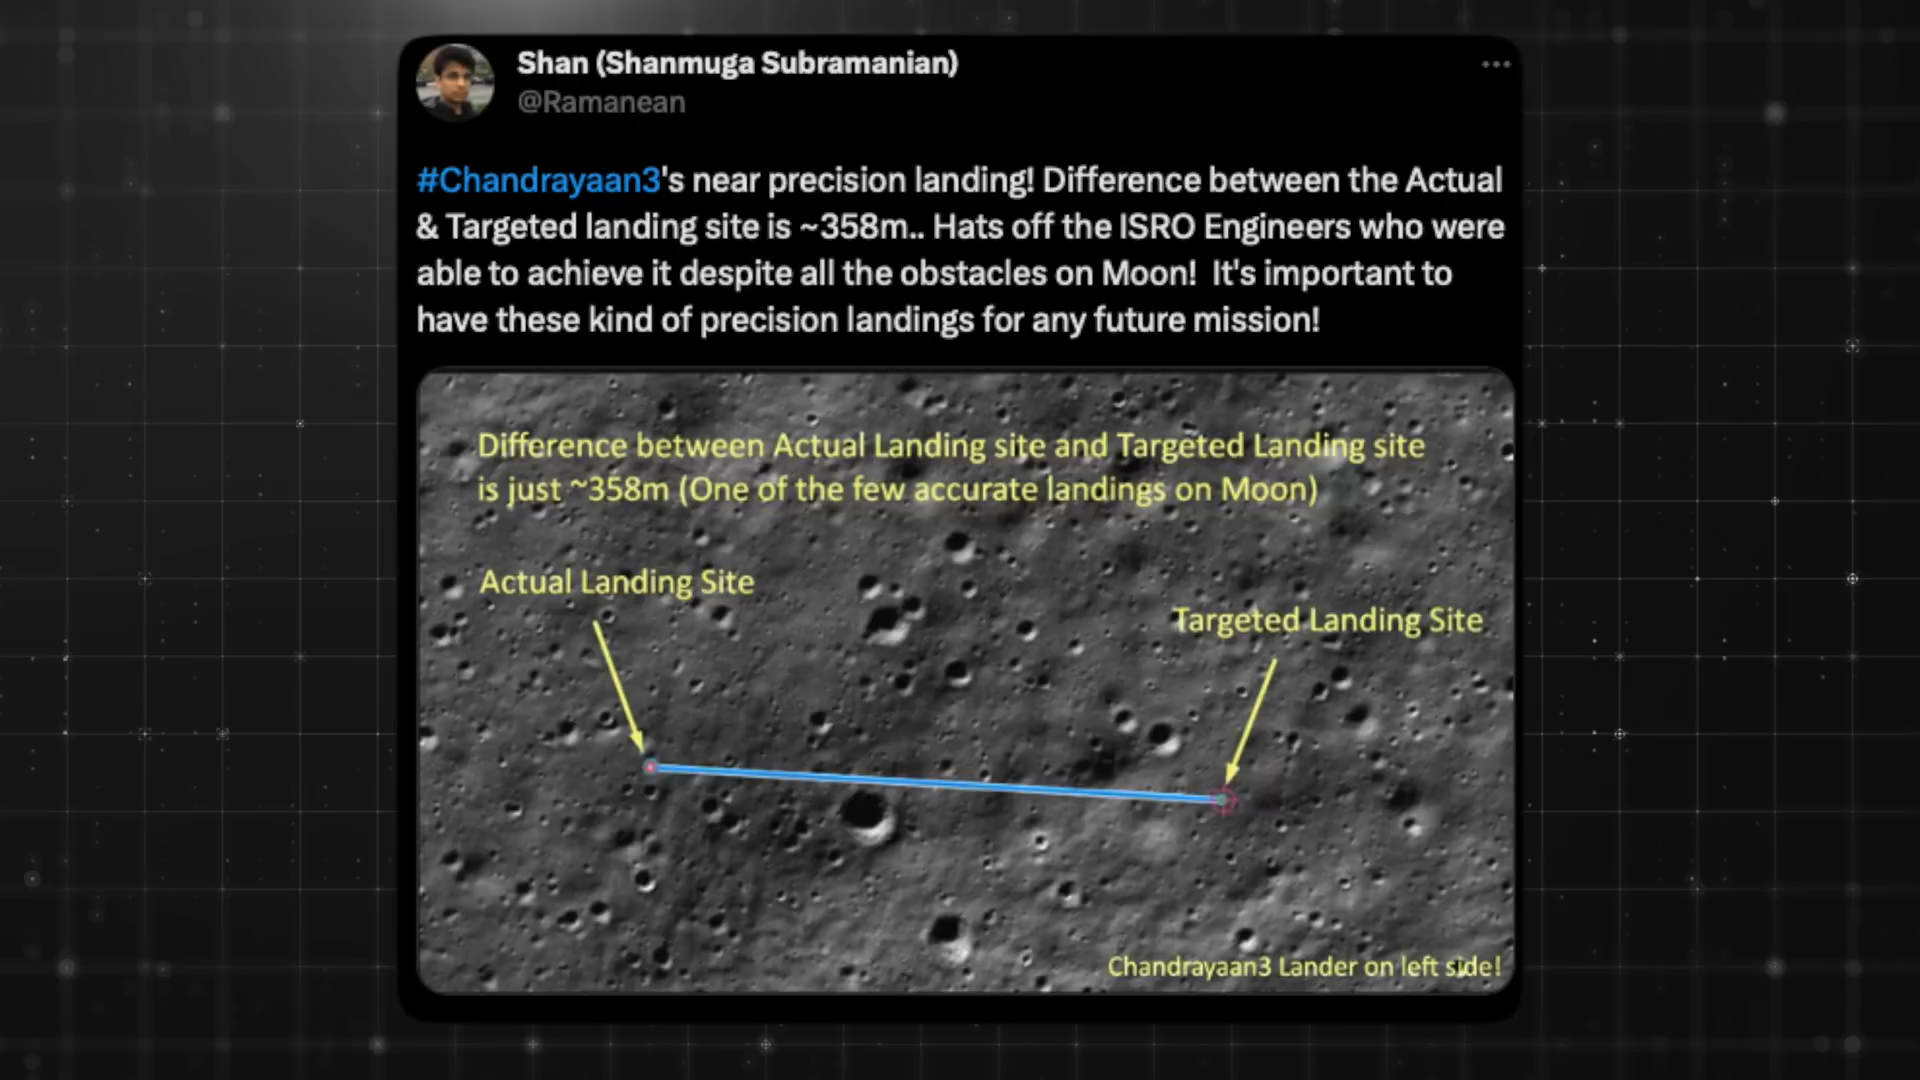 Shan (Shanmuga Subramanian)
@Ramanean
#Chandrayaan3's near precision landing! Difference between the Actual
& Targeted landing site is ~358m.. Hats off the ISRO Engineers who were
able to achieve it despite all the obstacles on Moon!  It's important to
have these kind of precision landings for any future mission!
Difference between Actual Landing site and Targeted Landing site
is just ~358m (One of the few accurate landings on Moon)
Actual Landing Site
Targeted Landing Site
Chandrayaan3 Lander on left side!